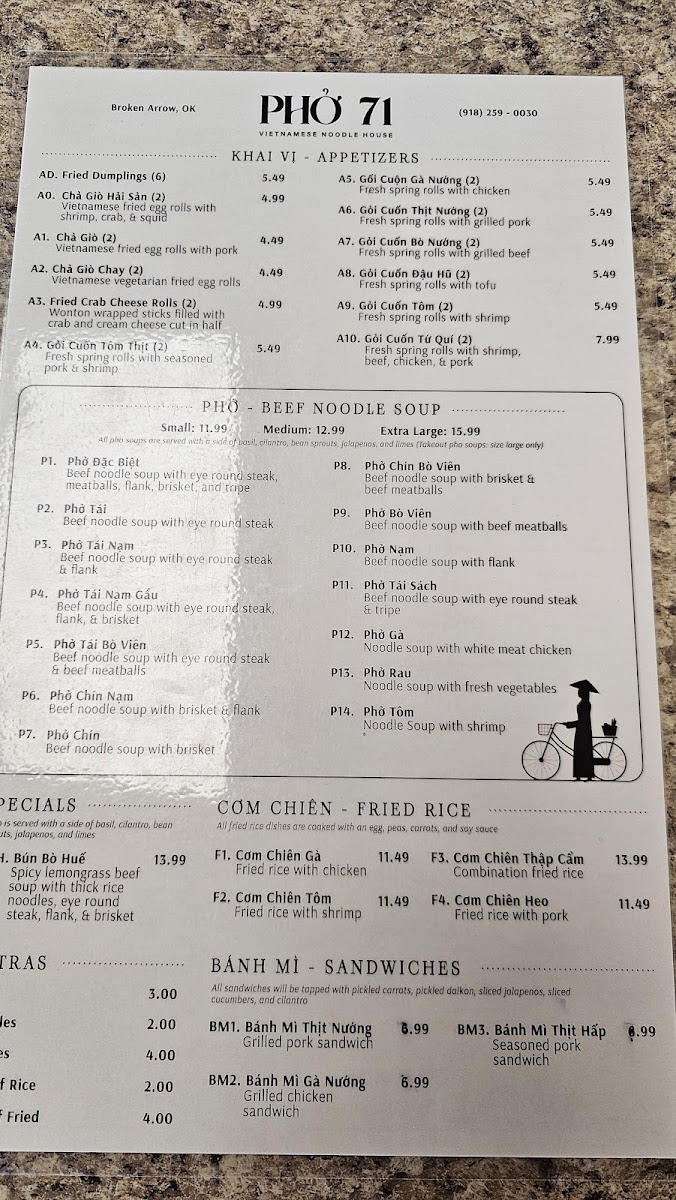 Broken Arrow, OK
PHỞ 71
(918) 259 - 0030
VIETNAMESE NOODLE HOUSE
KHAI VỊ - APPETIZERS
AD. Fried Dumplings (6) 5.49
A0. Chả Giò Hải Sản (2) 4.99
Vietnamese fried egg rolls with
shrimp, crab, & squid
A1. Chả Giò (2) 4.49
Vietnamese fried egg rolls with pork
A2. Chả Giò Chay (2) 4.49
Vietnamese vegetarian fried egg rolls
A3. Fried Crab Cheese Rolls (2) 4.99
Wonton wrapped sticks filled with
crab and cream cheese cut in half
A4. Gỏi Cuốn Tôm Thịt (2) 5.49
Fresh spring rolls with seasoned
pork & shrimp
A5. Gỏi Cuộn Gà Nướng (2) 5.49
Fresh spring rolls with chicken
A6. Gỏi Cuốn Thịt Nướng (2) 5.49
Fresh spring rolls with grilled pork
A7. Gỏi Cuốn Bò Nướng (2) 5.49
Fresh spring rolls with grilled beef
A8. Gỏi Cuốn Đậu Hũ (2) 5.49
Fresh spring rolls with tofu
A9. Gỏi Cuốn Tôm (2) 5.49
Fresh spring rolls with shrimp
A10. Gỏi Cuốn Tứ Quí (2) 7.99
Fresh spring rolls with shrimp,
beef, chicken, & pork
PHỞ - BEEF NOODLE SOUP
Small: 11.99 Medium: 12.99 Extra Large: 15.99
All pho soups are served with a side of basil, cilantro, bean sprouts, jalapenos, and limes (Takeout pho soups: size large only)
P1. Phở Đặc Biệt
Beef noodle soup with eye round steak,
meatballs, flank, brisket, and tripe
P2. Phở Tái
Beef noodle soup with eye round steak
P3. Phở Tái Nạm
Beef noodle soup with eye round steak
& flank
P4. Phở Tái Nạm Gầu
Beef noodle soup with eye round steak,
flank, & brisket
P5. Phở Tái Bò Viên
Beef noodle soup with eye round steak
& beef meatballs
P6. Phở Chín Nạm
Beef noodle soup with brisket & flank
P7. Phở Chín
Beef noodle soup with brisket
P8. Phở Chín Bò Viên
Beef noodle soup with brisket &
beef meatballs
P9. Phở Bò Viên
Beef noodle soup with beef meatballs
P10. Phở Nạm
Beef noodle soup with flank
P11. Phở Tái Sách
Beef noodle soup with eye round steak
& tripe
P12. Phở Gà
Noodle soup with white meat chicken
P13. Phở Rau
Noodle soup with fresh vegetables
P14. Phở Tôm
Noodle Soup with shrimp
PECIALS
is served with a side of basil, cilantro, bean
uts, jalapenos, and limes
H. Bún Bò Huế 13.99
Spicy lemongrass beef
soup with thick rice
noodles, eye round
steak, flank, & brisket
CƠM CHIÊN - FRIED RICE
All fried rice dishes are cooked with an egg, peas, carrots, and soy sauce
F1. Cơm Chiên Gà 11.49
Fried rice with chicken
F2. Cơm Chiên Tôm 11.49
Fried rice with shrimp
F3. Cơm Chiên Thập Cẩm 13.99
Combination fried rice
F4. Cơm Chiên Heo 11.49
Fried rice with pork
TRAS
3.00
les 2.00
es 4.00
f Rice 2.00
f Fried 4.00
BÁNH MÌ - SANDWICHES
All sandwiches will be topped with pickled carrots, pickled daikon, sliced jalapenos, sliced
cucumbers, and cilantro
BM1. Bánh Mì Thịt Nướng 6.99
Grilled pork sandwich
BM2. Bánh Mì Gà Nướng 6.99
Grilled chicken
sandwich
BM3. Bánh Mì Thịt Hấp 6.99
Seasoned pork
sandwich